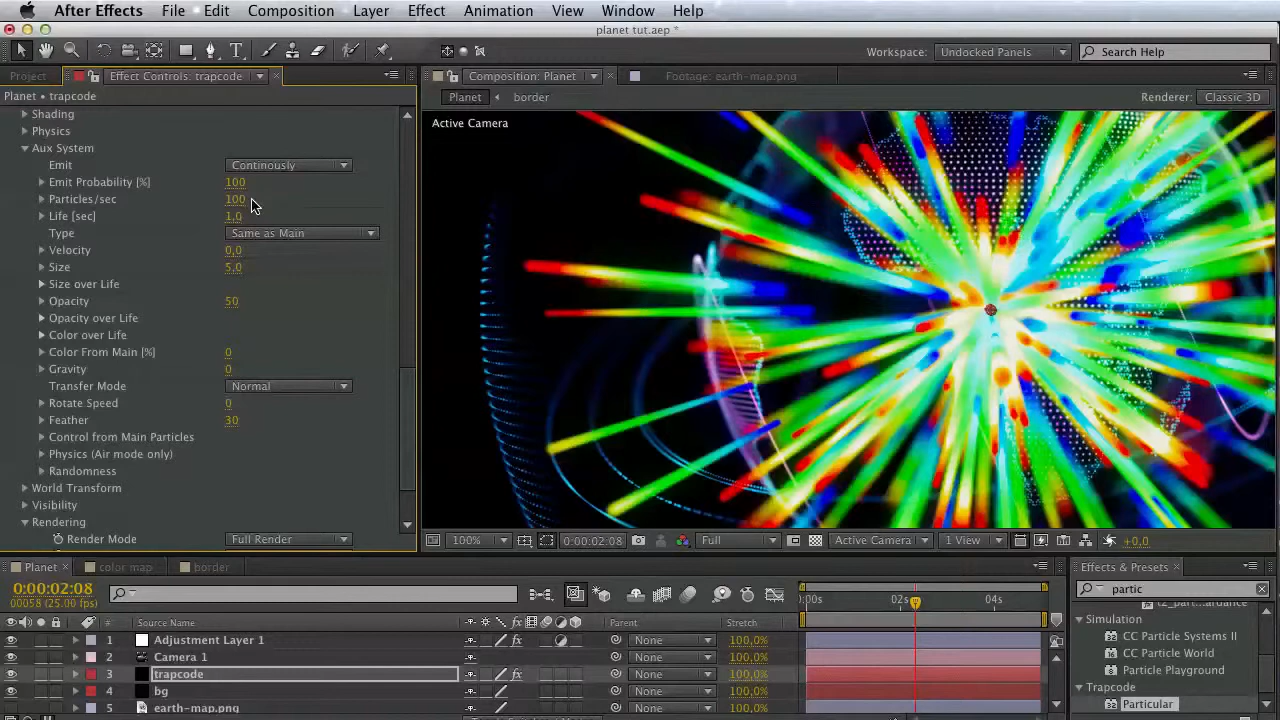 After Effects File Edit Composition Layer Effect Animation View Window Help
planet tut.aep *
Workspace: Undocked Panels Search Help
Project Effect Controls: trapcode Composition: Planet Footage: earth-map.png
Planet • trapcode Planet border Renderer: Classic 3D
Active Camera
Shading
Physics
Aux System
Emit Continously
Emit Probability [%] 100
Particles/sec 100
Life [sec] 1,0
Type Same as Main
Velocity 0,0
Size 5,0
Size over Life
Opacity 50
Opacity over Life
Color over Life
Color From Main [%] 0
Gravity 0
Transfer Mode Normal
Rotate Speed 0
Feather 30
Control from Main Particles
Physics (Air mode only)
Randomness
World Transform
Visibility
Rendering
Render Mode Full Render
100% 0:00:02:08 Full Active Camera 1 View +0,0
Planet color map border Effects & Presets
0:00:02:08
00058 (25.00 fps)
:00s 02s 04s
partic
# Source Name Parent Stretch
1 Adjustment Layer 1 None 100,0%
2 Camera 1 None 100,0%
3 trapcode None 100,0%
4 bg None 100,0%
5 earth-map.png None 100,0%
Simulation
CC Particle Systems II
CC Particle World
Particle Playground
Trapcode
Particular